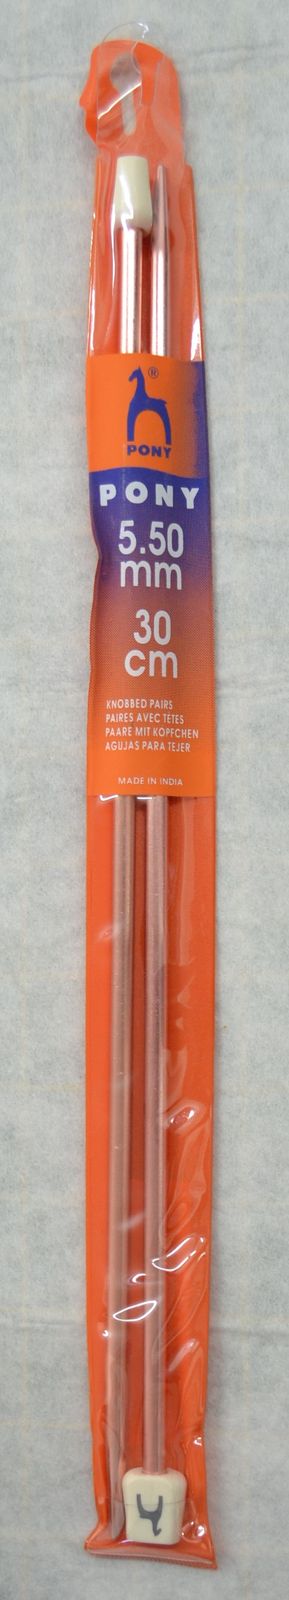 ®
PONY
PONY
5.50
mm
30
cm
KNOBBED PAIRS
PAIRES AVEC TÊTES
PAARE MIT KOPFCHEN
AGUJAS PARA TEJER
MADE IN INDIA